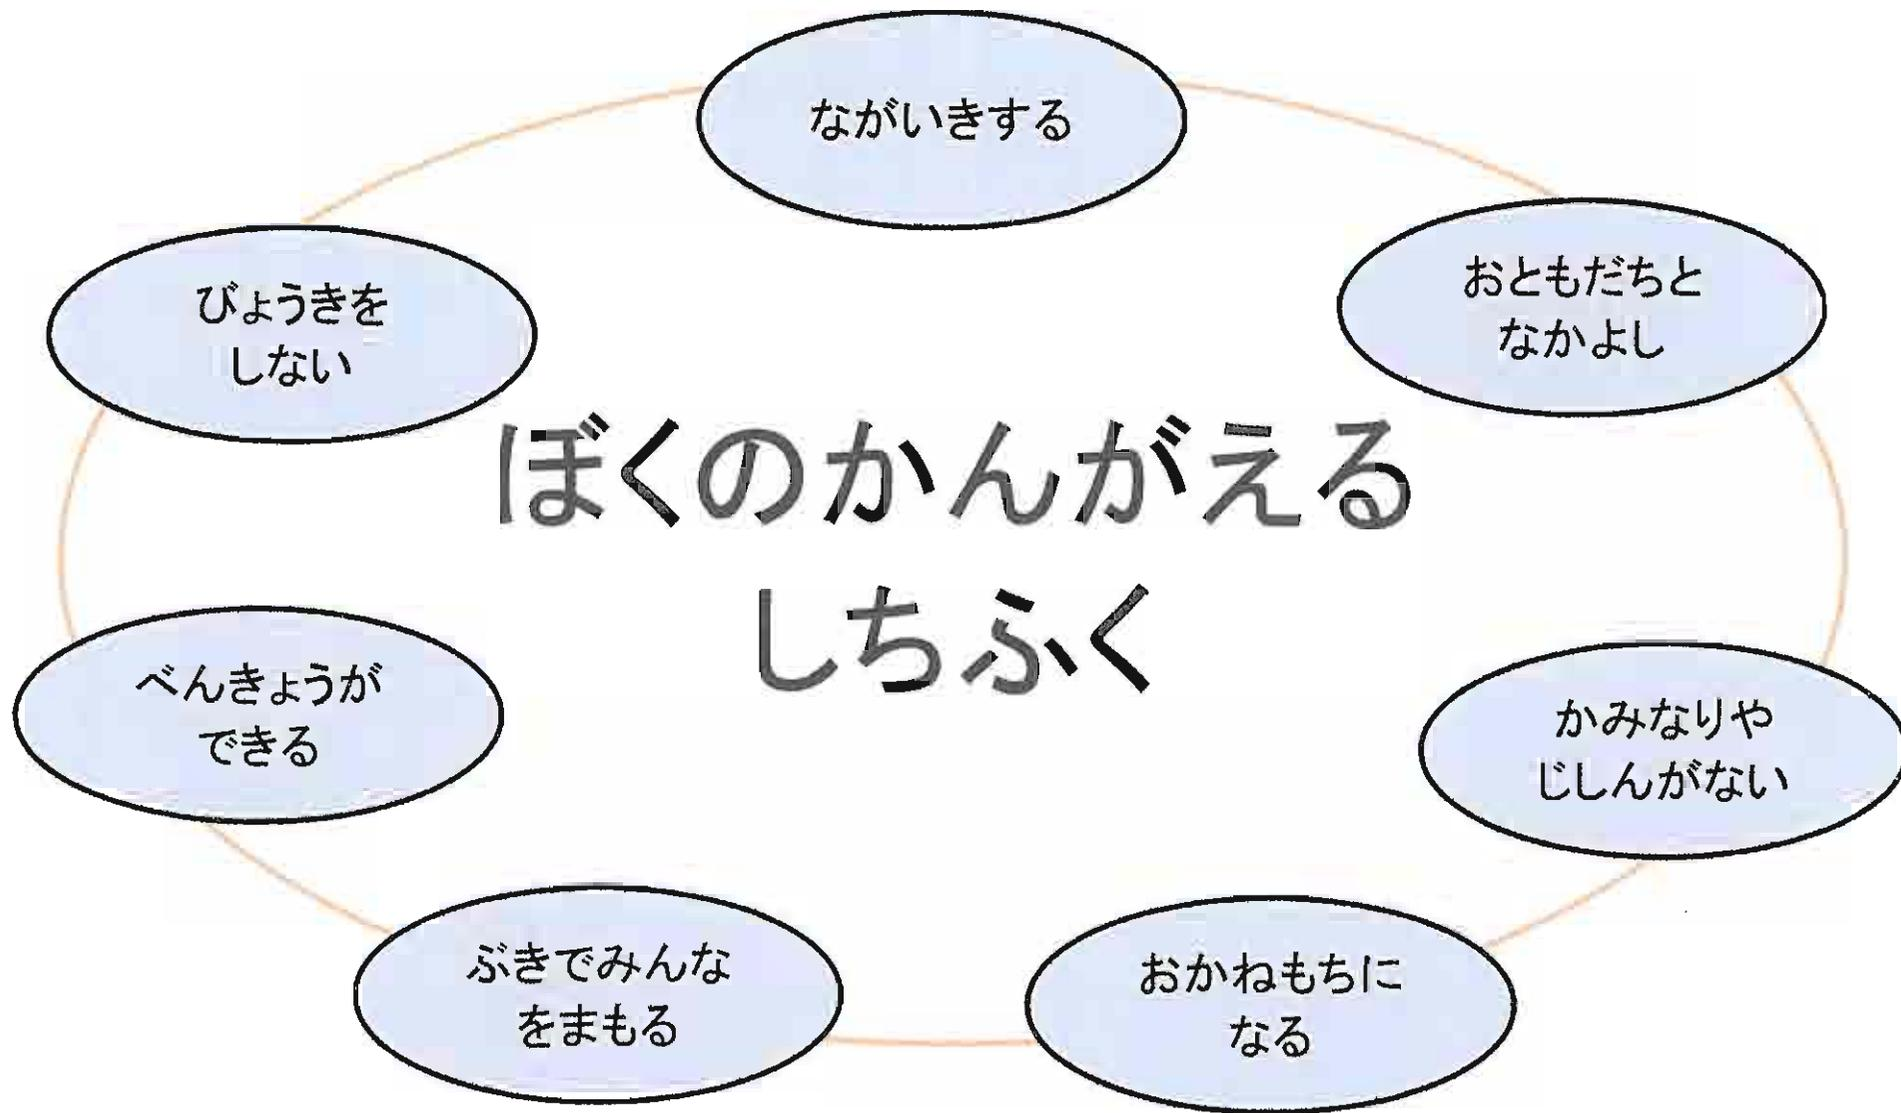 ながいきする
おともだちと
なかよし
かみなりや
じしんがない
おかねもちに
なる
ぶきでみんな
をまもる
べんきょうが
できる
びょうきを
しない
ぼくのかんがえる
しちふく